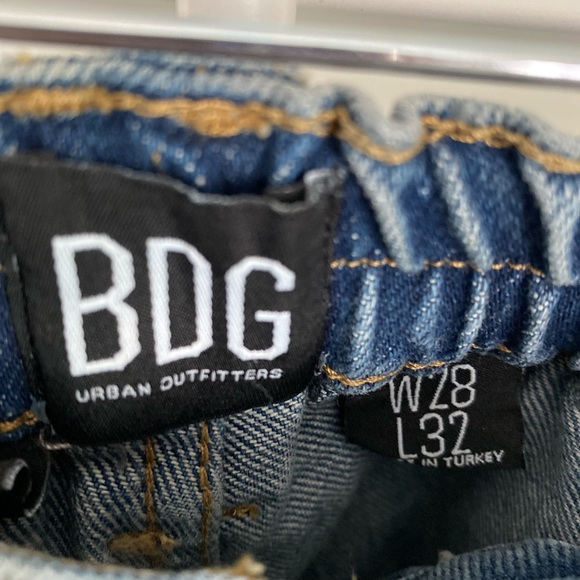 BDG
URBAN OUTFITTERS
W28
L32
IN TURKEY